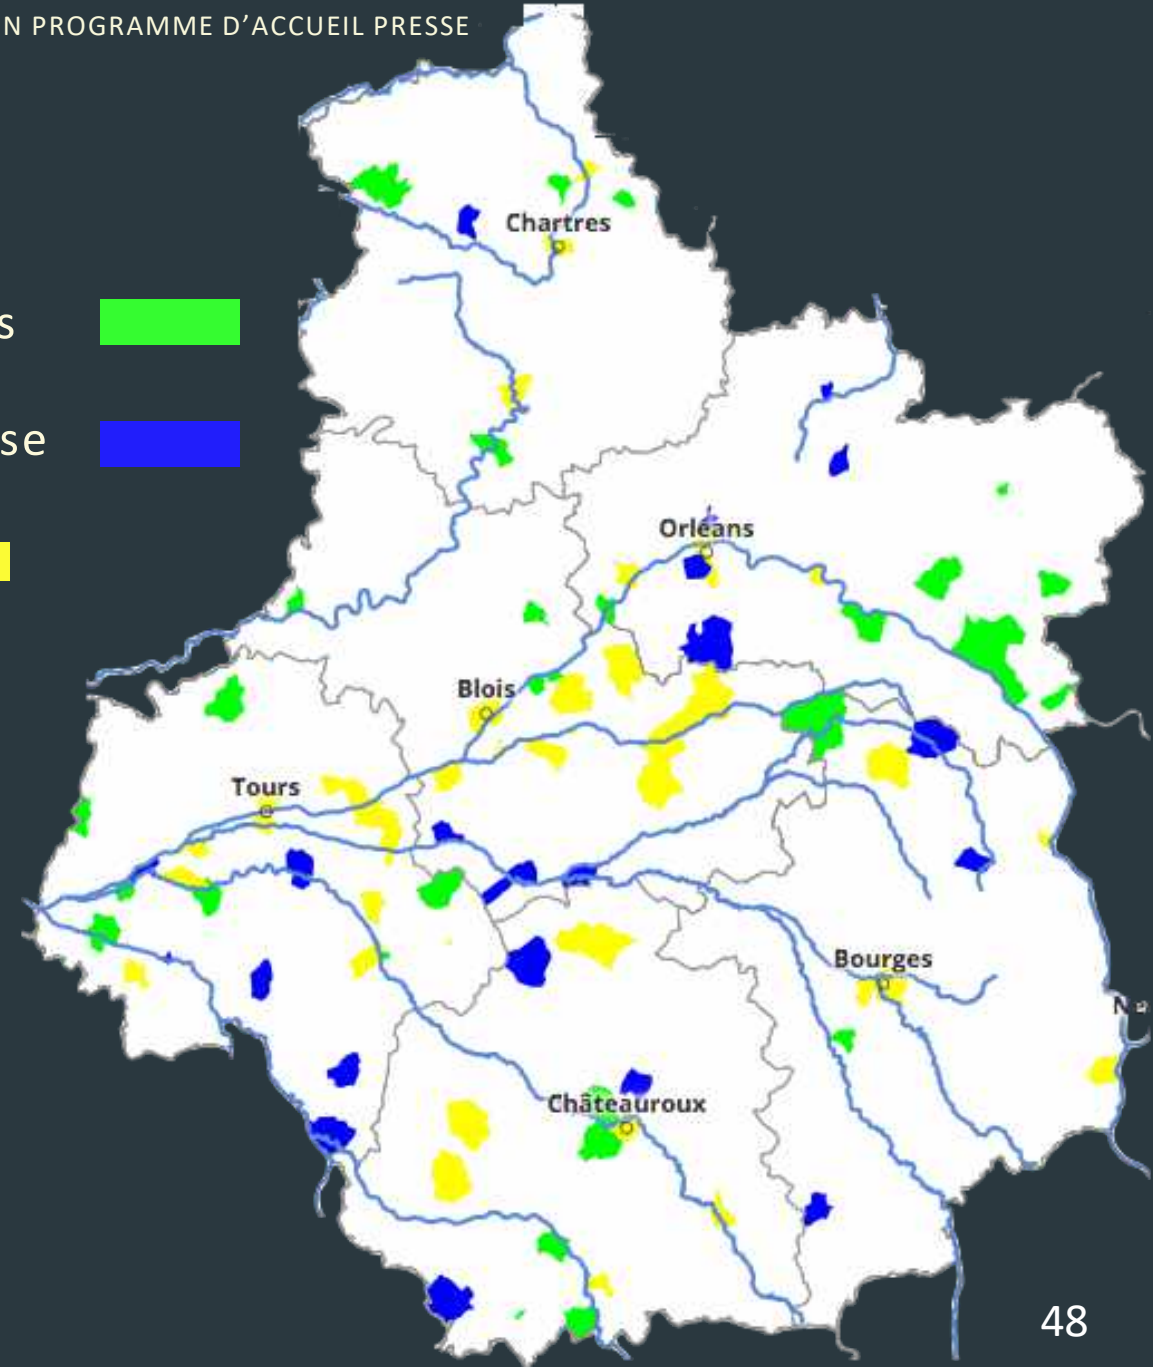 N PROGRAMME D'ACCUEIL PRESSE
Chartres
s
se
Orléans
Blois
Tours
Bourges
Châteauroux
48